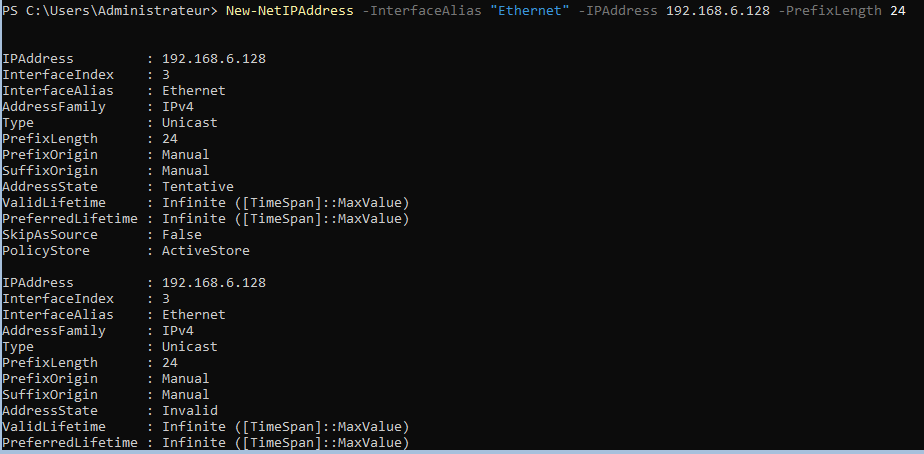 PS C:\Users\Administrateur> New-NetIPAddress -InterfaceAlias "Ethernet" -IPAddress 192.168.6.128 -PrefixLength 24
IPAddress         : 192.168.6.128
InterfaceIndex    : 3
InterfaceAlias    : Ethernet
AddressFamily     : IPv4
Type              : Unicast
PrefixLength      : 24
PrefixOrigin      : Manual
SuffixOrigin      : Manual
AddressState      : Tentative
ValidLifetime     : Infinite ([TimeSpan]::MaxValue)
PreferredLifetime : Infinite ([TimeSpan]::MaxValue)
SkipAsSource      : False
PolicyStore       : ActiveStore
IPAddress         : 192.168.6.128
InterfaceIndex    : 3
InterfaceAlias    : Ethernet
AddressFamily     : IPv4
Type              : Unicast
PrefixLength      : 24
PrefixOrigin      : Manual
SuffixOrigin      : Manual
AddressState      : Invalid
ValidLifetime     : Infinite ([TimeSpan]::MaxValue)
PreferredLifetime : Infinite ([TimeSpan]::MaxValue)